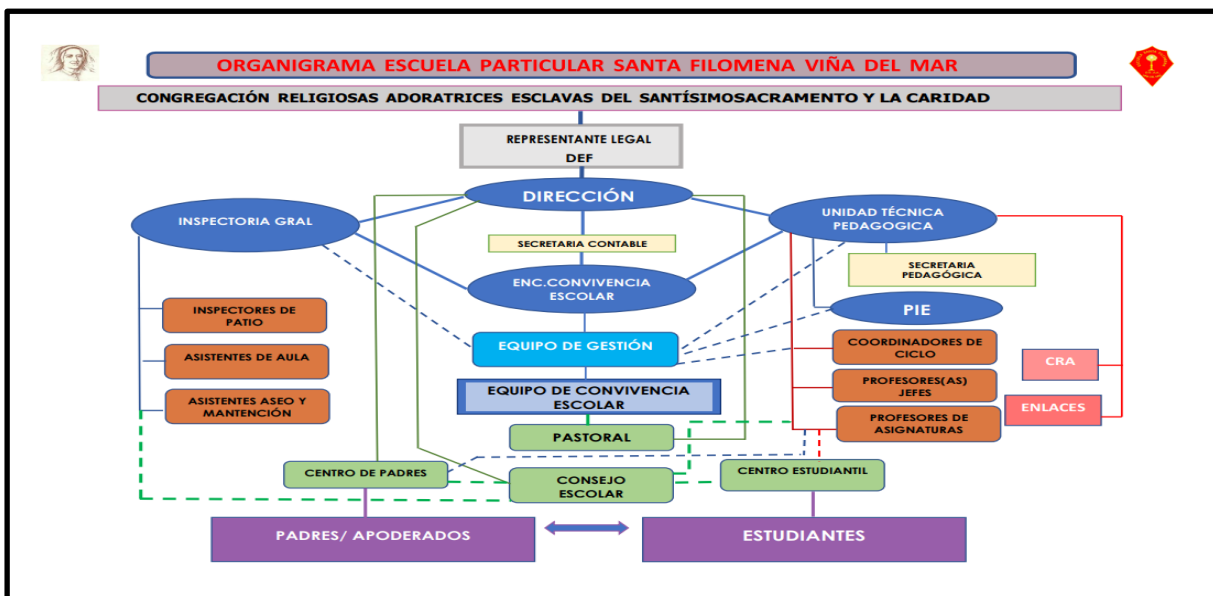 ORGANIGRAMA ESCUELA PARTICULAR SANTA FILOMENA VIÑA DEL MAR
CONGREGACIÓN RELIGIOSAS ADORATRICES ESCLAVAS DEL SANTÍSIMOSACRAMENTO Y LA CARIDAD
REPRESENTANTE LEGAL
DEF
DIRECCIÓN
INSPECTORIA GRAL
UNIDAD TÉCNICA
PEDAGOGICA
SECRETARIA CONTABLE
SECRETARIA
PEDAGÓGICA
ENC.CONVIVENCIA
ESCOLAR
INSPECTORES DE
PATIO
PIE
EQUIPO DE GESTIÓN
COORDINADORES DE
CICLO
ASISTENTES DE AULA
CRA
EQUIPO DE CONVIVENCIA
ESCOLAR
PROFESORES(AS)
JEFES
ASISTENTES ASEO Y
MANTENCIÓN
ENLACES
PROFESORES DE
ASIGNATURAS
PASTORAL
CENTRO DE PADRES
CENTRO ESTUDIANTIL
CONSEJO
ESCOLAR
PADRES/ APODERADOS
ESTUDIANTES